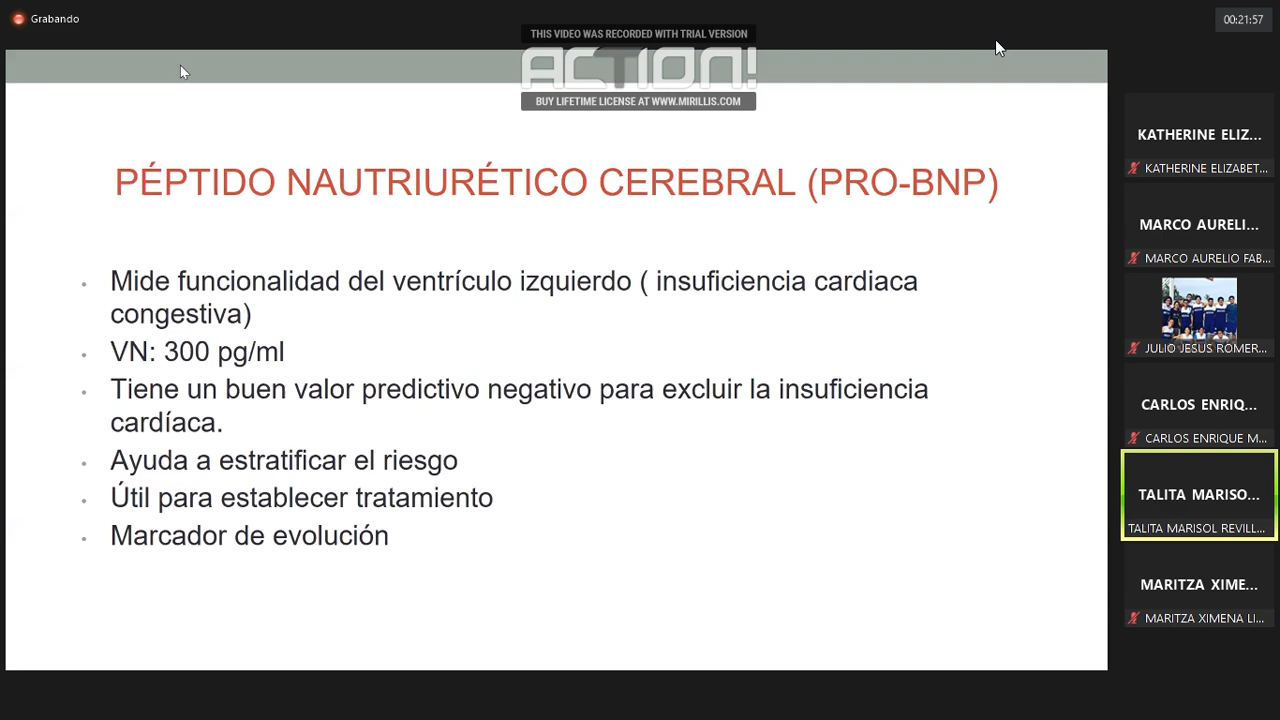 Grabando
00:21:57
THIS VIDEO WAS RECORDED WITH TRIAL VERSION
ACTION!
BUY LIFETIME LICENSE AT WWW.MIRILLIS.COM
PÉPTIDO NAUTRIURÉTICO CEREBRAL (PRO-BNP)
• Mide funcionalidad del ventrículo izquierdo ( insuficiencia cardiaca
congestiva)
• VN: 300 pg/ml
• Tiene un buen valor predictivo negativo para excluir la insuficiencia
cardíaca.
• Ayuda a estratificar el riesgo
• Útil para establecer tratamiento
• Marcador de evolución
KATHERINE ELIZ...
KATHERINE ELIZABET...
MARCO AURELI...
MARCO AURELIO FAB...
JULIO JESUS ROMER...
CARLOS ENRIQ...
CARLOS ENRIQUE M...
TALITA MARISO...
TALITA MARISOL REVILL...
MARITZA XIME...
MARITZA XIMENA LI...